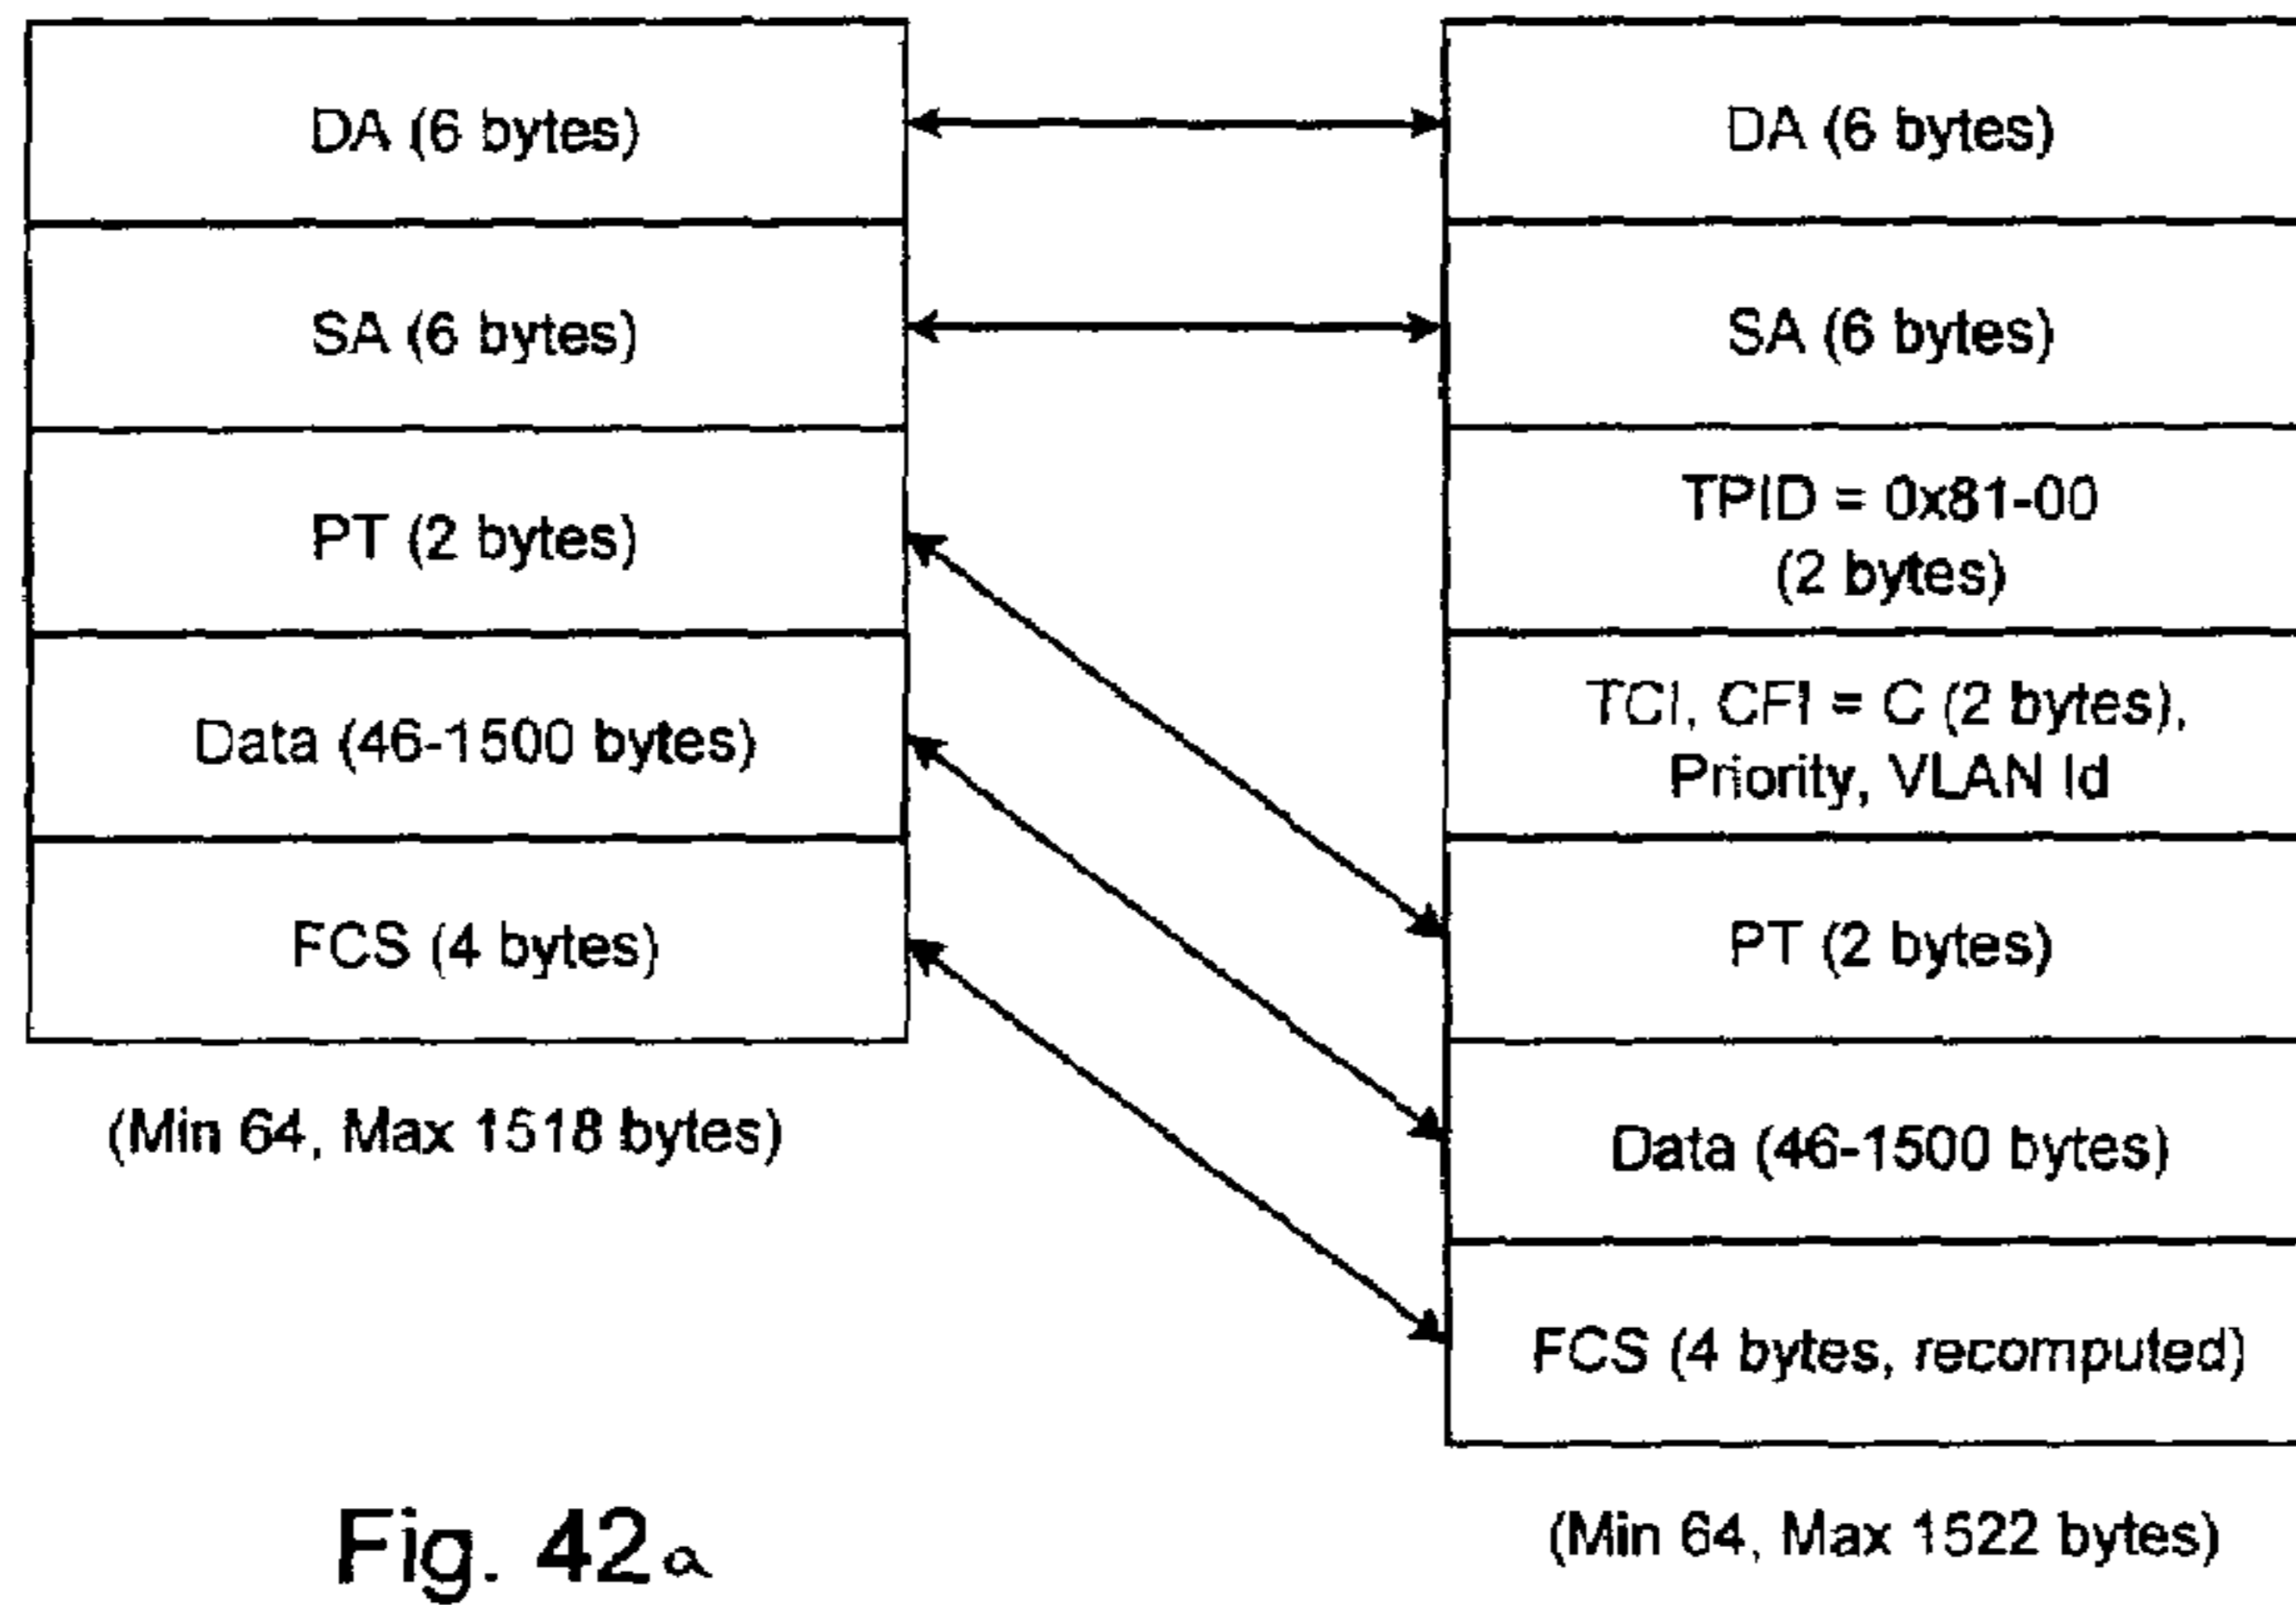 DA (6 bytes)
SA (6 bytes)
PT (2 bytes)
Data (46-1500 bytes)
FCS (4 bytes)
(Min 64, Max 1518 bytes)
Fig. 42a
DA (6 bytes)
SA (6 bytes)
TPID = 0x81-00
(2 bytes)
TCI, CFI = C (2 bytes),
Priority, VLAN Id
PT (2 bytes)
Data (46-1500 bytes)
FCS (4 bytes, recomputed)
(Min 64, Max 1522 bytes)